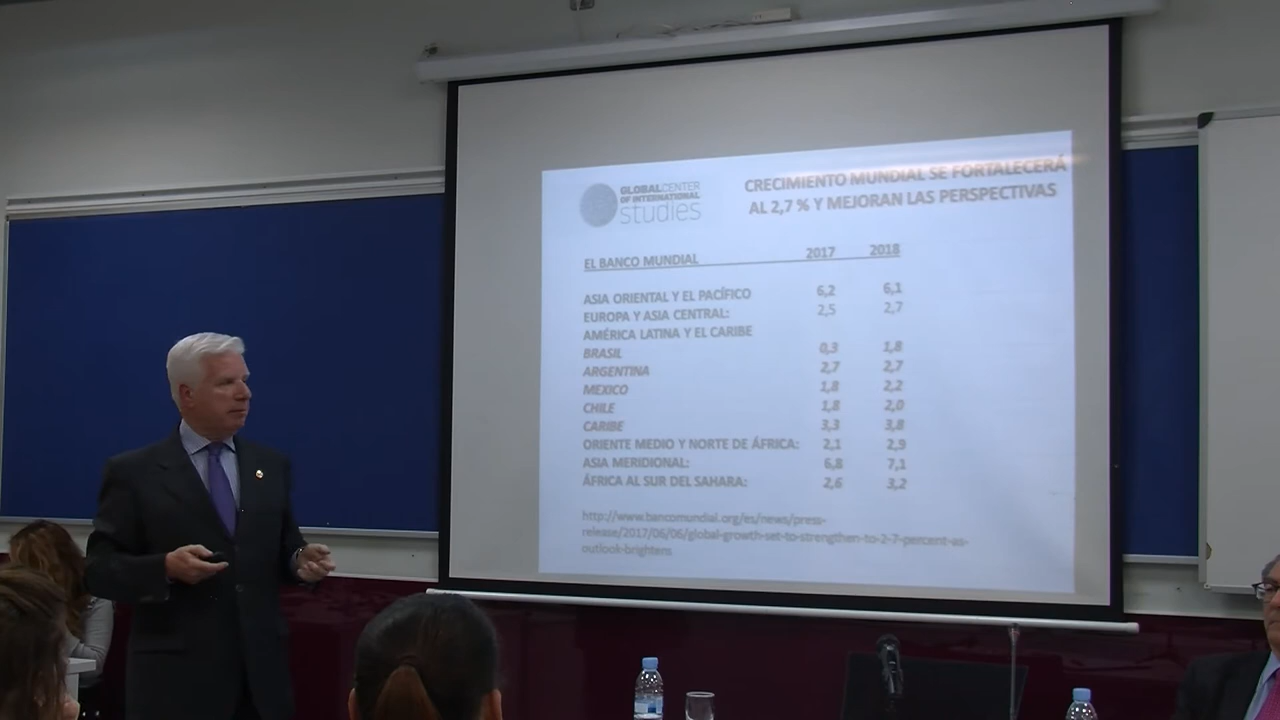 GLOBALCENTER
OF INTERNATIONAL
studies
CRECIMIENTO MUNDIAL SE FORTALECERÁ
AL 2,7 % Y MEJORAN LAS PERSPECTIVAS
EL BANCO MUNDIAL 2017 2018
ASIA ORIENTAL Y EL PACÍFICO 6,2 6,1
EUROPA Y ASIA CENTRAL: 2,5 2,7
AMÉRICA LATINA Y EL CARIBE
BRASIL 0,3 1,8
ARGENTINA 2,7 2,7
MEXICO 1,8 2,2
CHILE 1,8 2,0
CARIBE 3,3 3,8
ORIENTE MEDIO Y NORTE DE ÁFRICA: 2,1 2,9
ASIA MERIDIONAL: 6,8 7,1
ÁFRICA AL SUR DEL SAHARA: 2,6 3,2
http://www.bancomundial.org/es/news/press-
release/2017/06/06/global-growth-set-to-strengthen-to-2-7-percent-as-
outlook-brightens